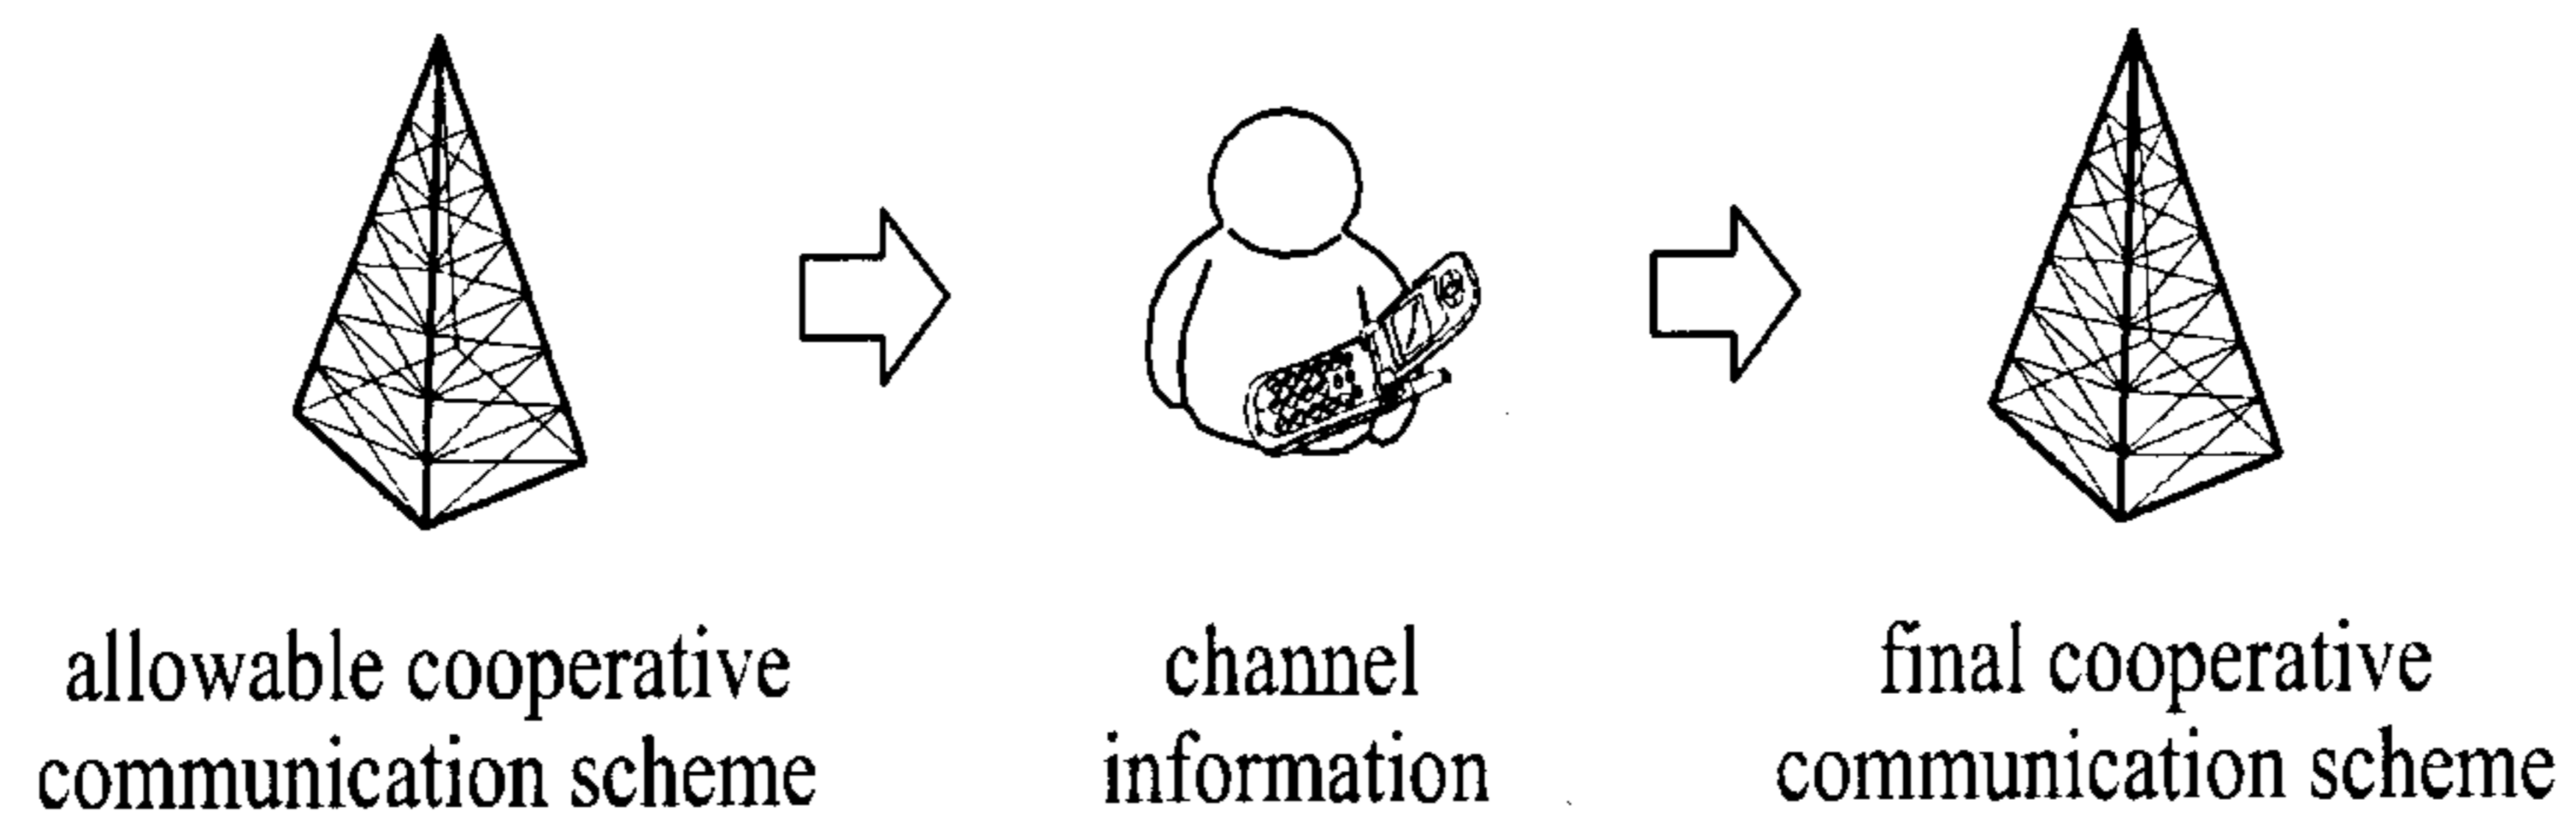 allowable cooperative
communication scheme
channel
information
final cooperative
communication scheme